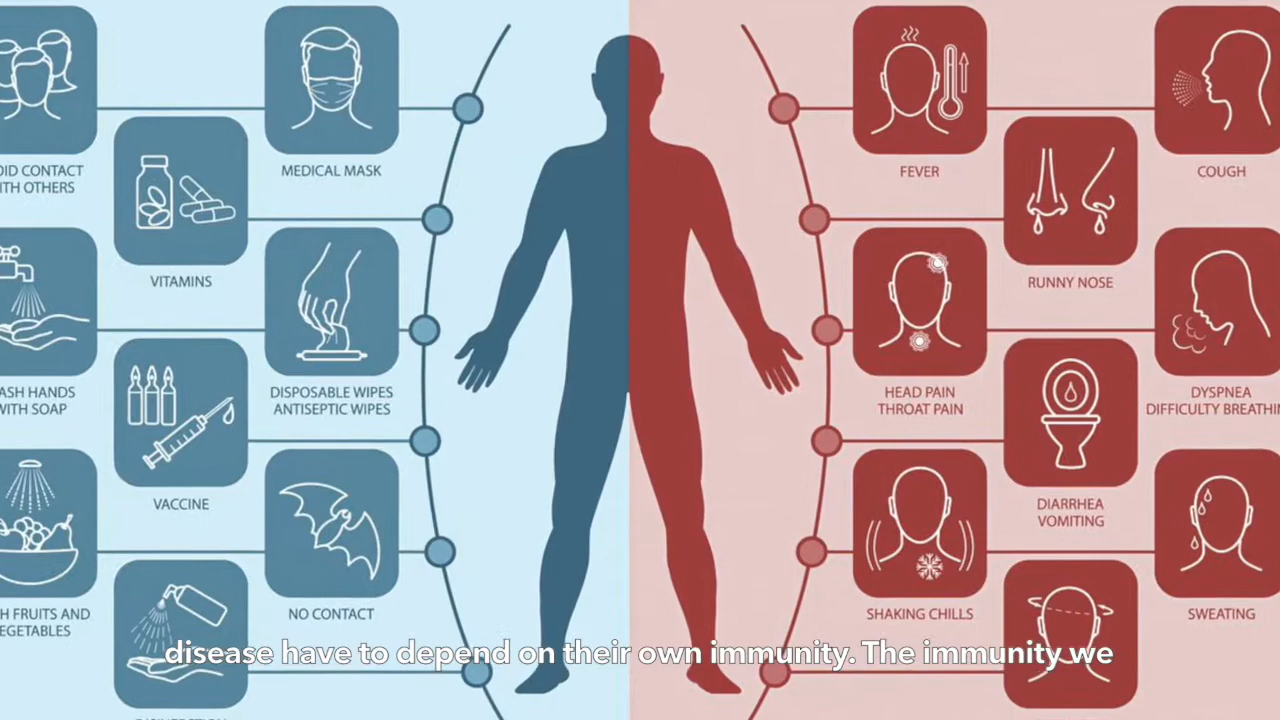 MEDICAL MASK
FEVER
COUGH
OID CONTACT
ITH OTHERS
VITAMINS
RUNNY NOSE
ASH HANDS
WITH SOAP
DISPOSABLE WIPES
ANTISEPTIC WIPES
HEAD PAIN
THROAT PAIN
DYSPNEA
DIFFICULTY BREATHIN
VACCINE
DIARRHEA
VOMITING
H FRUITS AND
EGETABLES
NO CONTACT
SHAKING CHILLS
SWEATING
disease have to depend on their own immunity. The immunity we